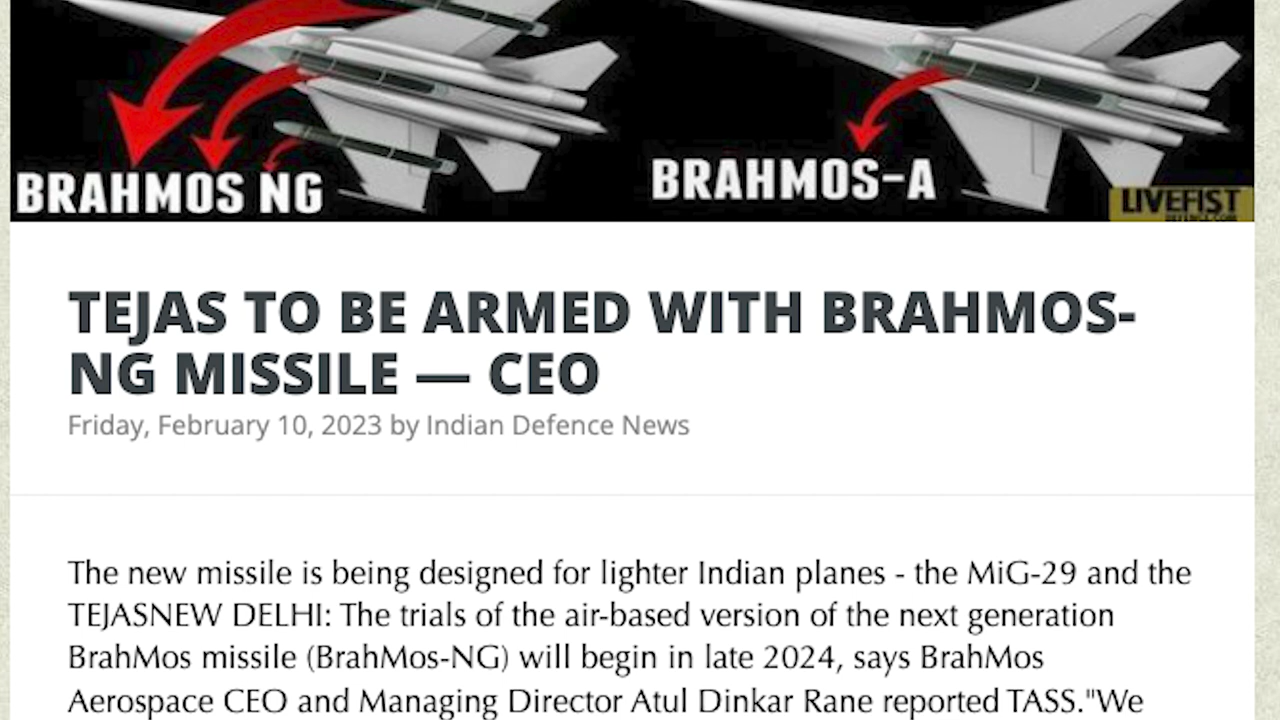 BRAHMOS NG
BRAHMOS-A
LIVEFIST
TEJAS TO BE ARMED WITH BRAHMOS-
NG MISSILE — CEO
Friday, February 10, 2023 by Indian Defence News
The new missile is being designed for lighter Indian planes - the MiG-29 and the
TEJASNEW DELHI: The trials of the air-based version of the next generation
BrahMos missile (BrahMos-NG) will begin in late 2024, says BrahMos
Aerospace CEO and Managing Director Atul Dinkar Rane reported TASS."We